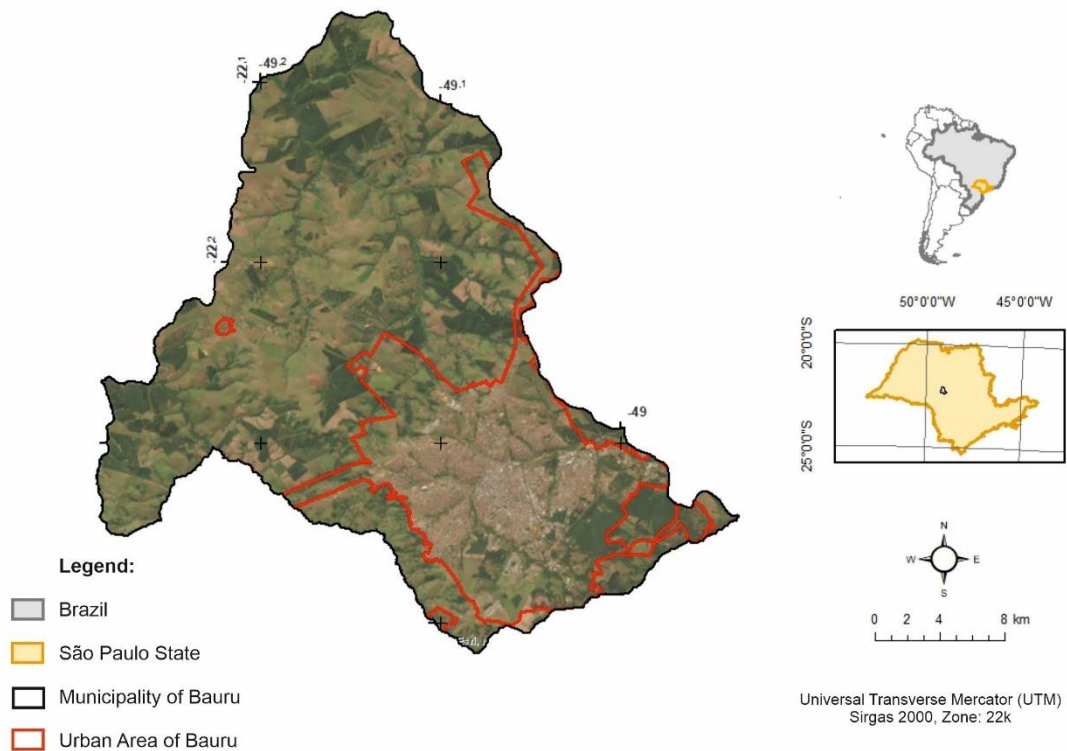 -22.1
-49.2
-49.1
-22.2
-49
50°0'0"W 45°0'0"W
20°0'0"S
25°0'0"S
N
W E
S
0 2 4 8 km
Universal Transverse Mercator (UTM)
Sirgas 2000, Zone: 22k
Legend:
Brazil
São Paulo State
Municipality of Bauru
Urban Area of Bauru